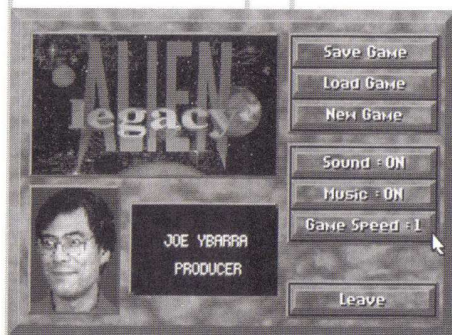 ALIEN
legacy
Save Game
Load Game
New Game
Sound : ON
Music : ON
Game Speed : 1
JOE YBARRA
PRODUCER
Leave